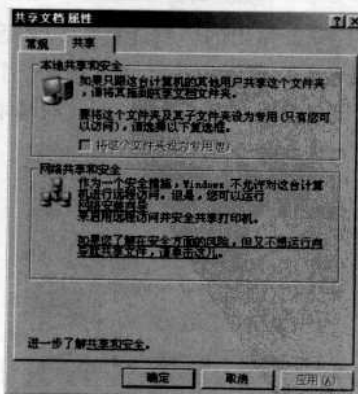 共享文档 属性
常规 共享
本地共享和安全
如果只跟这台计算机的其他用户共享这个文件夹
,请将其拖到共享文档文件夹。
要将这个文件夹及其子文件夹设为专用(只有您可
以访问),请选择以下复选框。
将这个文件夹设为专用
网络共享和安全
作为一个安全措施,Windows 不允许对这台计算
机进行远程访问。但是,您可以运行
网络安装向导
来启用远程访问并安全共享打印机。
如果您了解在安全方面的风险,但又不想运行向
导就共享文件,请单击这儿。
进一步了解共享和安全。
确定 取消 应用(A)